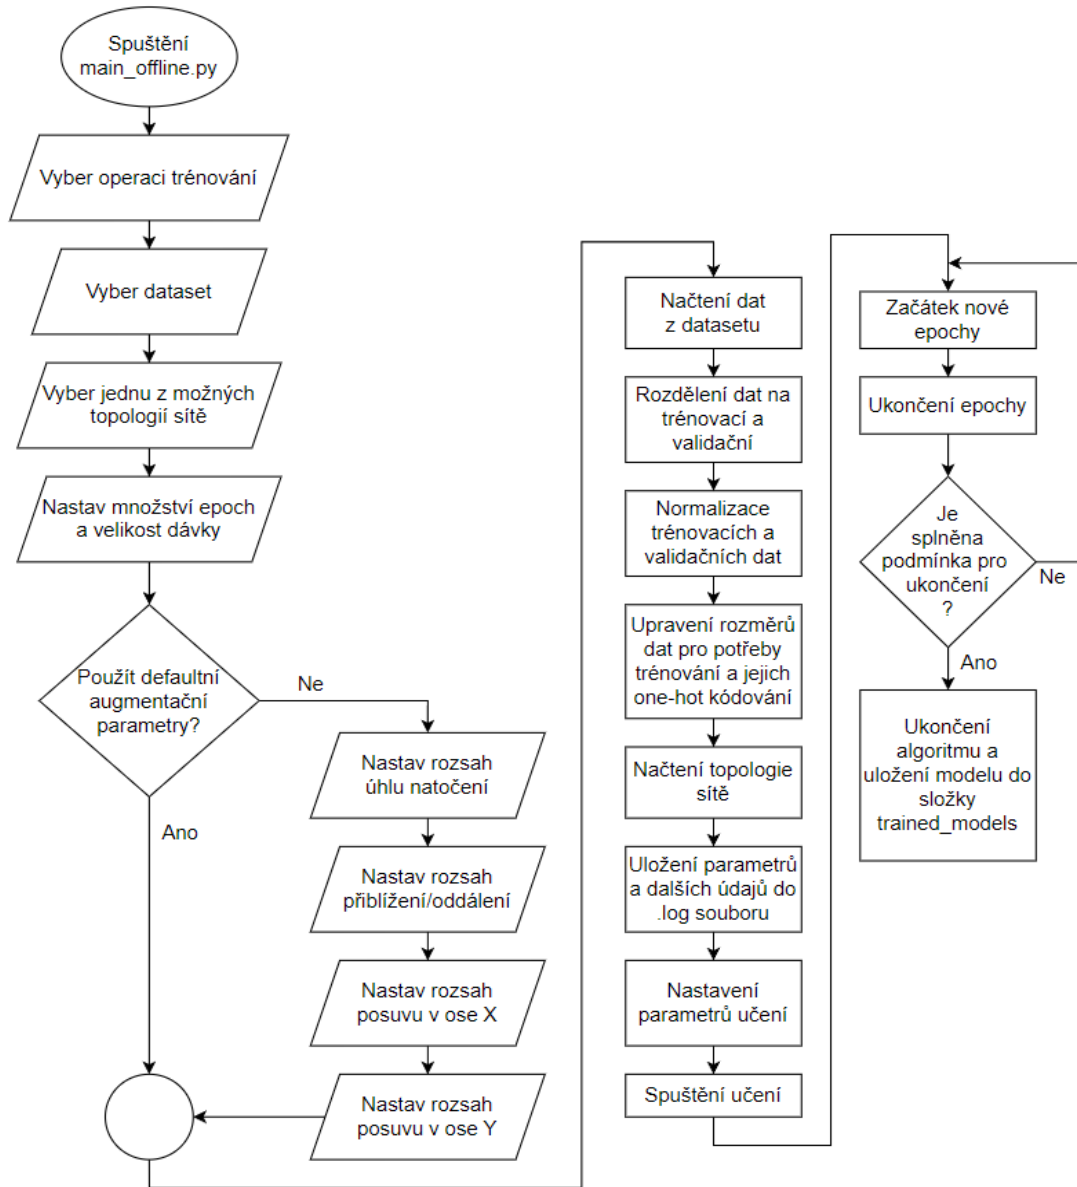 Spuštění
main_offline.py
Vyber operaci trénování
Vyber dataset
Vyber jednu z možných
topologií sítě
Nastav množství epoch
a velikost dávky
Použít defaultní
augmentační
parametry?
Ne
Ano
Nastav rozsah
úhlu natočení
Nastav rozsah
přiblížení/oddálení
Nastav rozsah
posuvu v ose X
Nastav rozsah
posuvu v ose Y
Načtení dat
z datasetu
Rozdělení dat na
trénovací a
validační
Normalizace
trénovacích a
validačních dat
Upravení rozměrů
dat pro potřeby
trénování a jejich
one-hot kódování
Načtení topologie
sítě
Uložení parametrů
a dalších údajů do
.log souboru
Nastavení
parametrů učení
Spuštění učení
Začátek nové
epochy
Ukončení epochy
Je
splněna
podmínka pro
ukončení
?
Ne
Ano
Ukončení
algoritmu a
uložení modelu do
složky
trained_models